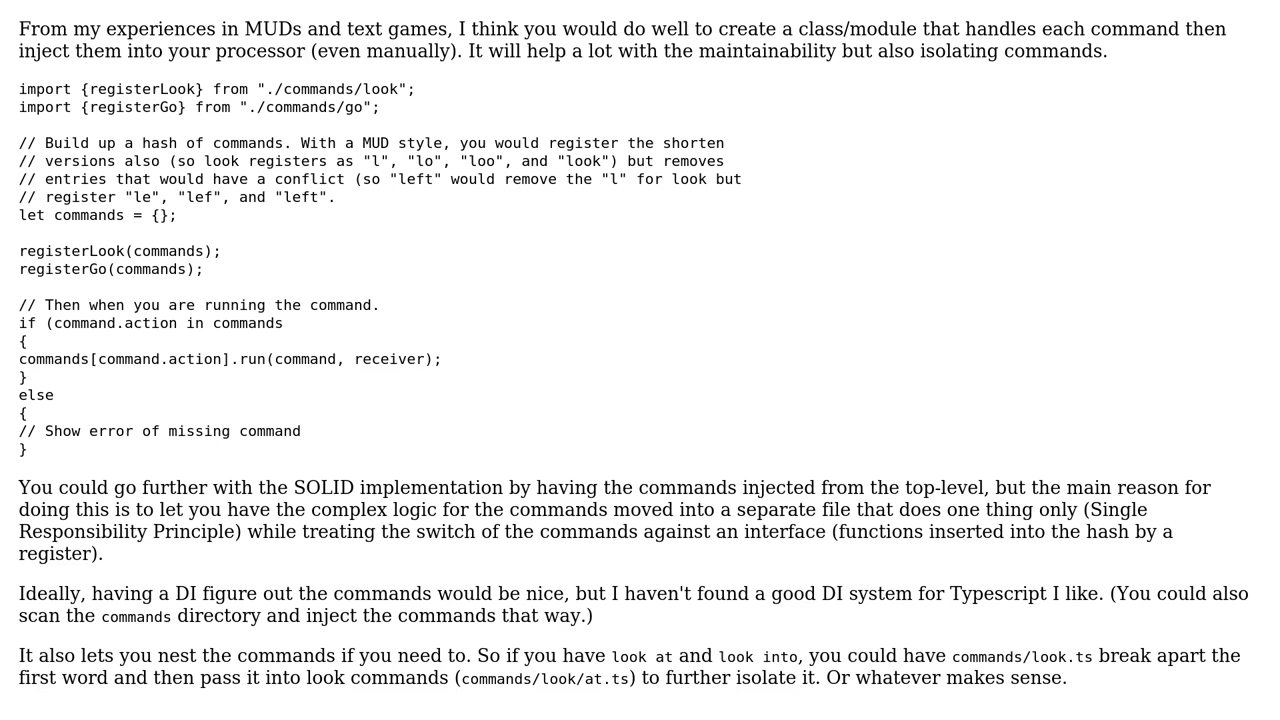 From my experiences in MUDs and text games, I think you would do well to create a class/module that handles each command then
inject them into your processor (even manually). It will help a lot with the maintainability but also isolating commands.
import {registerLook} from "./commands/look";
import {registerGo} from "./commands/go";
// Build up a hash of commands. With a MUD style, you would register the shorten
// versions also (so look registers as "l", "lo", "loo", and "look") but removes
// entries that would have a conflict (so "left" would remove the "l" for look but
// register "le", "lef", and "left".
let commands = {};
registerLook(commands);
registerGo(commands);
// Then when you are running the command.
if (command.action in commands
{
commands[command.action].run(command, receiver);
}
else
{
// Show error of missing command
}
You could go further with the SOLID implementation by having the commands injected from the top-level, but the main reason for
doing this is to let you have the complex logic for the commands moved into a separate file that does one thing only (Single
Responsibility Principle) while treating the switch of the commands against an interface (functions inserted into the hash by a
register).
Ideally, having a DI figure out the commands would be nice, but I haven't found a good DI system for Typescript I like. (You could also
scan the commands directory and inject the commands that way.)
It also lets you nest the commands if you need to. So if you have look at and look into, you could have commands/look.ts break apart the
first word and then pass it into look commands (commands/look/at.ts) to further isolate it. Or whatever makes sense.